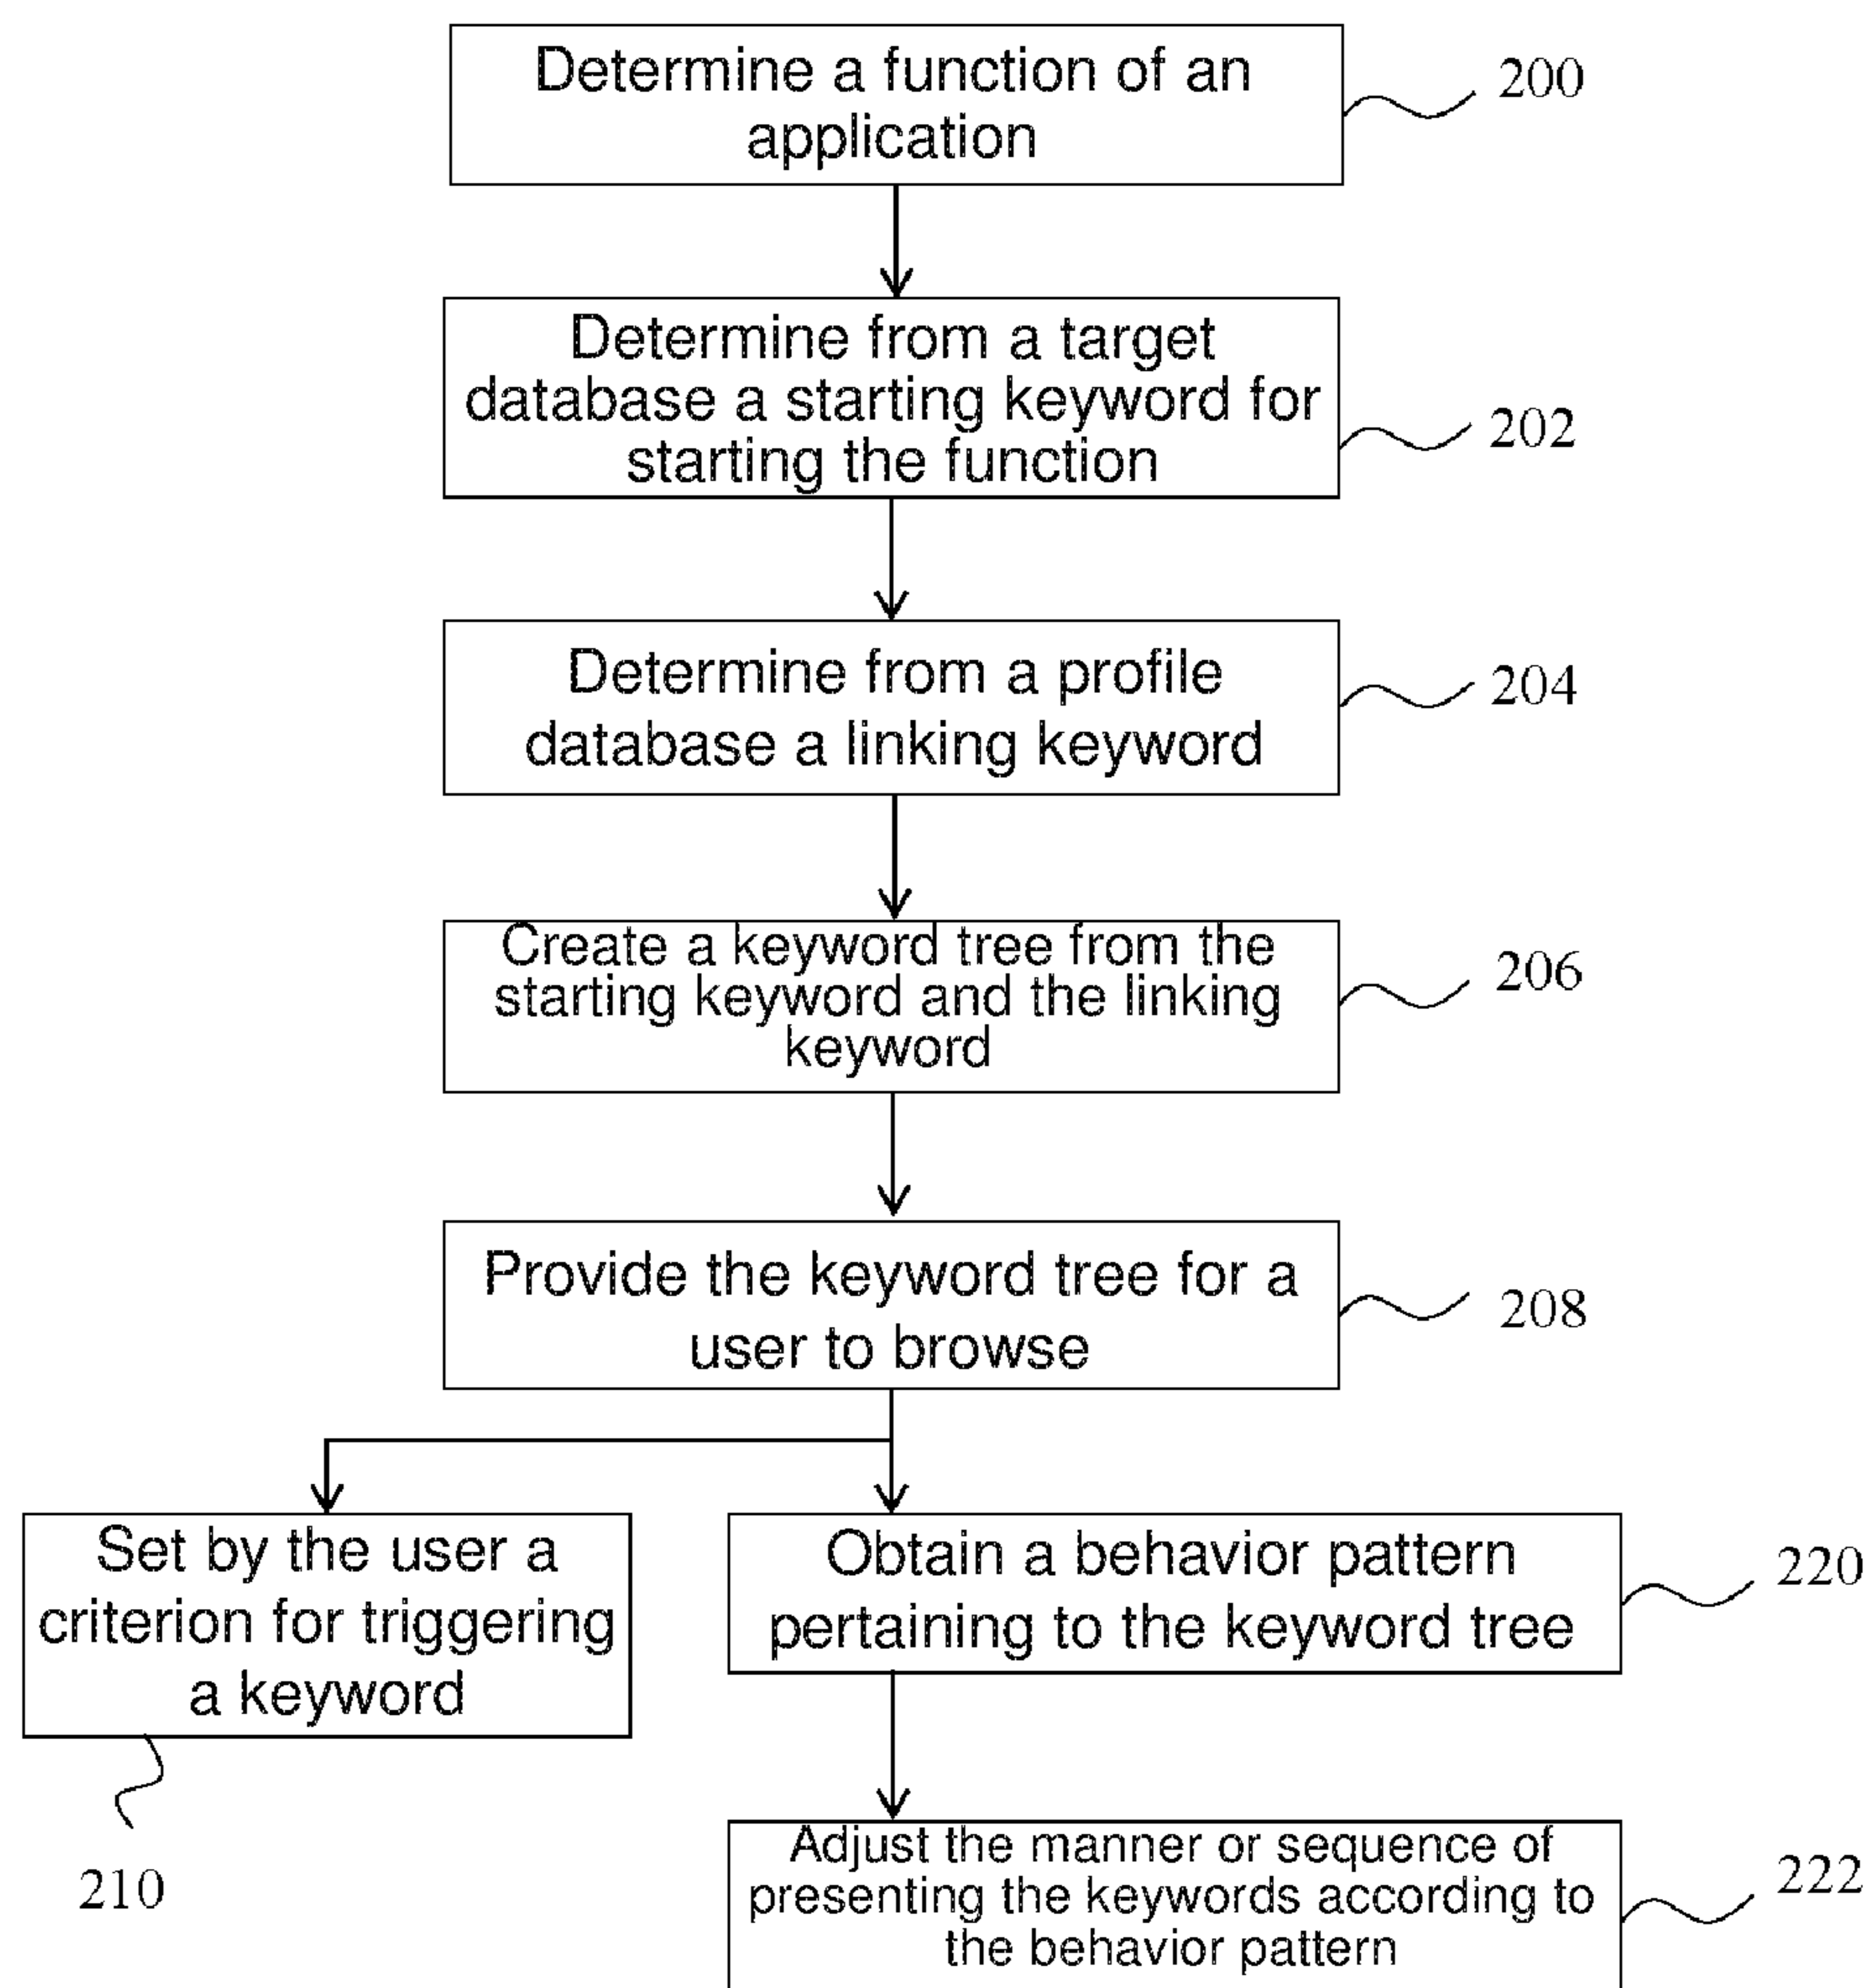 Determine a function of an
application
200
Determine from a target
database a starting keyword for
starting the function
202
Determine from a profile
database a linking keyword
204
Create a keyword tree from the
starting keyword and the linking
keyword
206
Provide the keyword tree for a
user to browse
208
Set by the user a
criterion for triggering
a keyword
210
Obtain a behavior pattern
pertaining to the keyword tree
220
Adjust the manner or sequence of
presenting the keywords according to
the behavior pattern
222